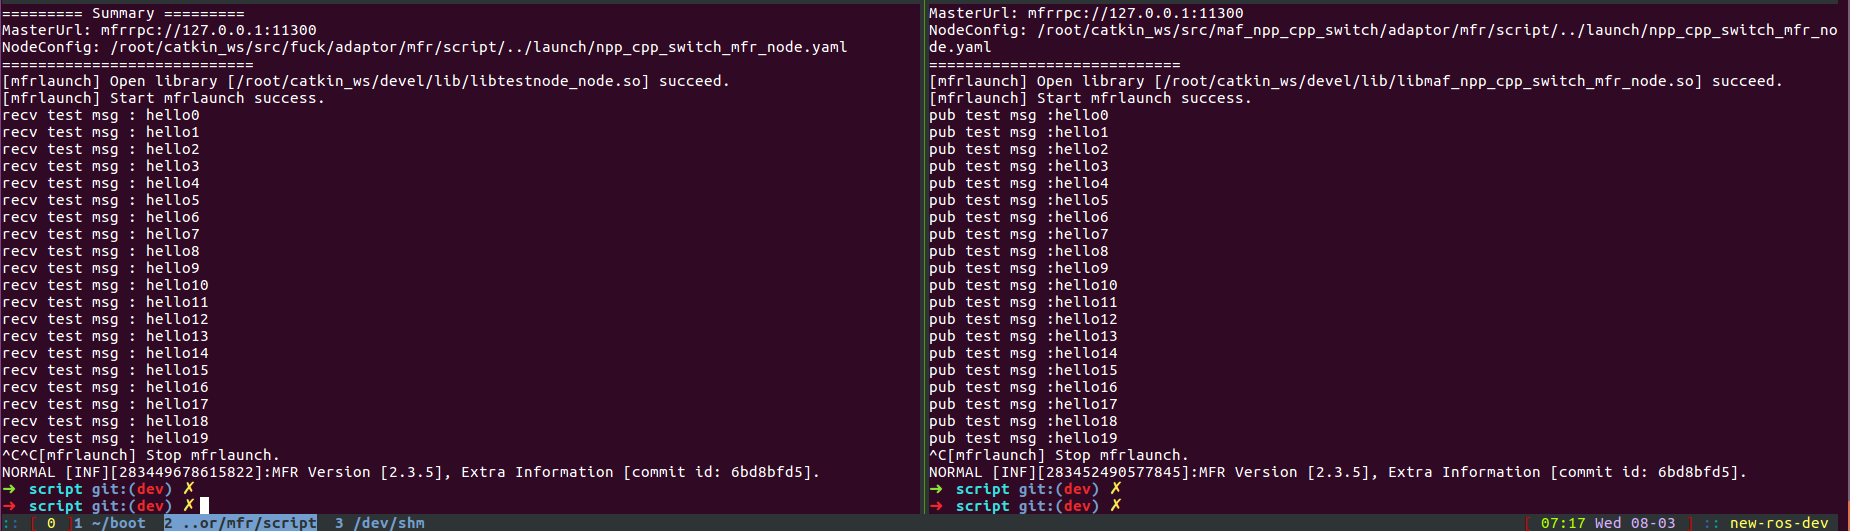 ========= Summary =========
MasterUrl: mfrrpc://127.0.0.1:11300
NodeConfig: /root/catkin_ws/src/fuck/adaptor/mfr/script/../launch/npp_cpp_switch_mfr_node.yaml
============================
[mfrlaunch] Open library [/root/catkin_ws/devel/lib/libtestnode_node.so] succeed.
[mfrlaunch] Start mfrlaunch success.
recv test msg : hello0
recv test msg : hello1
recv test msg : hello2
recv test msg : hello3
recv test msg : hello4
recv test msg : hello5
recv test msg : hello6
recv test msg : hello7
recv test msg : hello8
recv test msg : hello9
recv test msg : hello10
recv test msg : hello11
recv test msg : hello12
recv test msg : hello13
recv test msg : hello14
recv test msg : hello15
recv test msg : hello16
recv test msg : hello17
recv test msg : hello18
recv test msg : hello19
^C^C[mfrlaunch] Stop mfrlaunch.
NORMAL [INF][283449678615822]:MFR Version [2.3.5], Extra Information [commit id: 6bd8bfd5].
➜ script git:(dev) ✗
➜ script git:(dev) ✗
MasterUrl: mfrrpc://127.0.0.1:11300
NodeConfig: /root/catkin_ws/src/maf_npp_cpp_switch/adaptor/mfr/script/../launch/npp_cpp_switch_mfr_no
de.yaml
============================
[mfrlaunch] Open library [/root/catkin_ws/devel/lib/libmaf_npp_cpp_switch_mfr_node.so] succeed.
[mfrlaunch] Start mfrlaunch success.
pub test msg :hello0
pub test msg :hello1
pub test msg :hello2
pub test msg :hello3
pub test msg :hello4
pub test msg :hello5
pub test msg :hello6
pub test msg :hello7
pub test msg :hello8
pub test msg :hello9
pub test msg :hello10
pub test msg :hello11
pub test msg :hello12
pub test msg :hello13
pub test msg :hello14
pub test msg :hello15
pub test msg :hello16
pub test msg :hello17
pub test msg :hello18
pub test msg :hello19
^C[mfrlaunch] Stop mfrlaunch.
NORMAL [INF][283452490577845]:MFR Version [2.3.5], Extra Information [commit id: 6bd8bfd5].
➜ script git:(dev) ✗
➜ script git:(dev) ✗
:: [ 0 ]1 ~/boot 2 ..or/mfr/script 3 /dev/shm [ 07:17 Wed 08-03 ] :: new-ros-dev